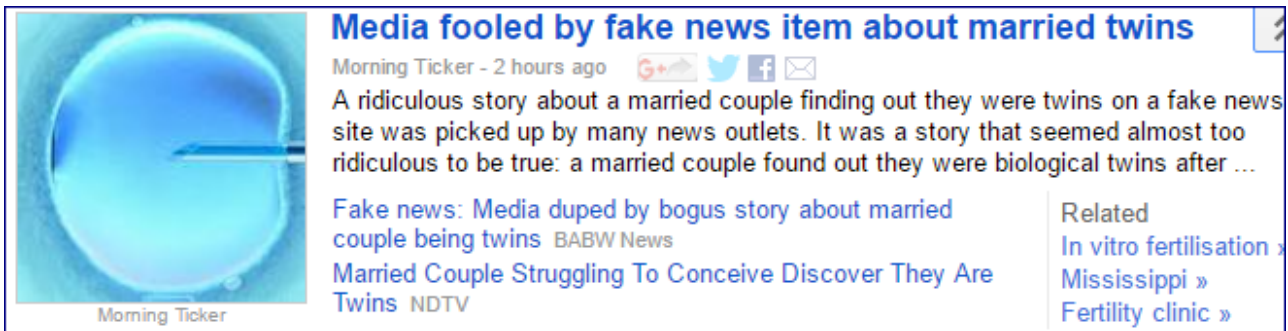 Media fooled by fake news item about married twins
Morning Ticker - 2 hours ago G+
A ridiculous story about a married couple finding out they were twins on a fake news
site was picked up by many news outlets. It was a story that seemed almost too
ridiculous to be true: a married couple found out they were biological twins after ...
Fake news: Media duped by bogus story about married
couple being twins BABW News
Married Couple Struggling To Conceive Discover They Are
Twins NDTV
Related
In vitro fertilisation »
Mississippi »
Fertility clinic »
Morning Ticker